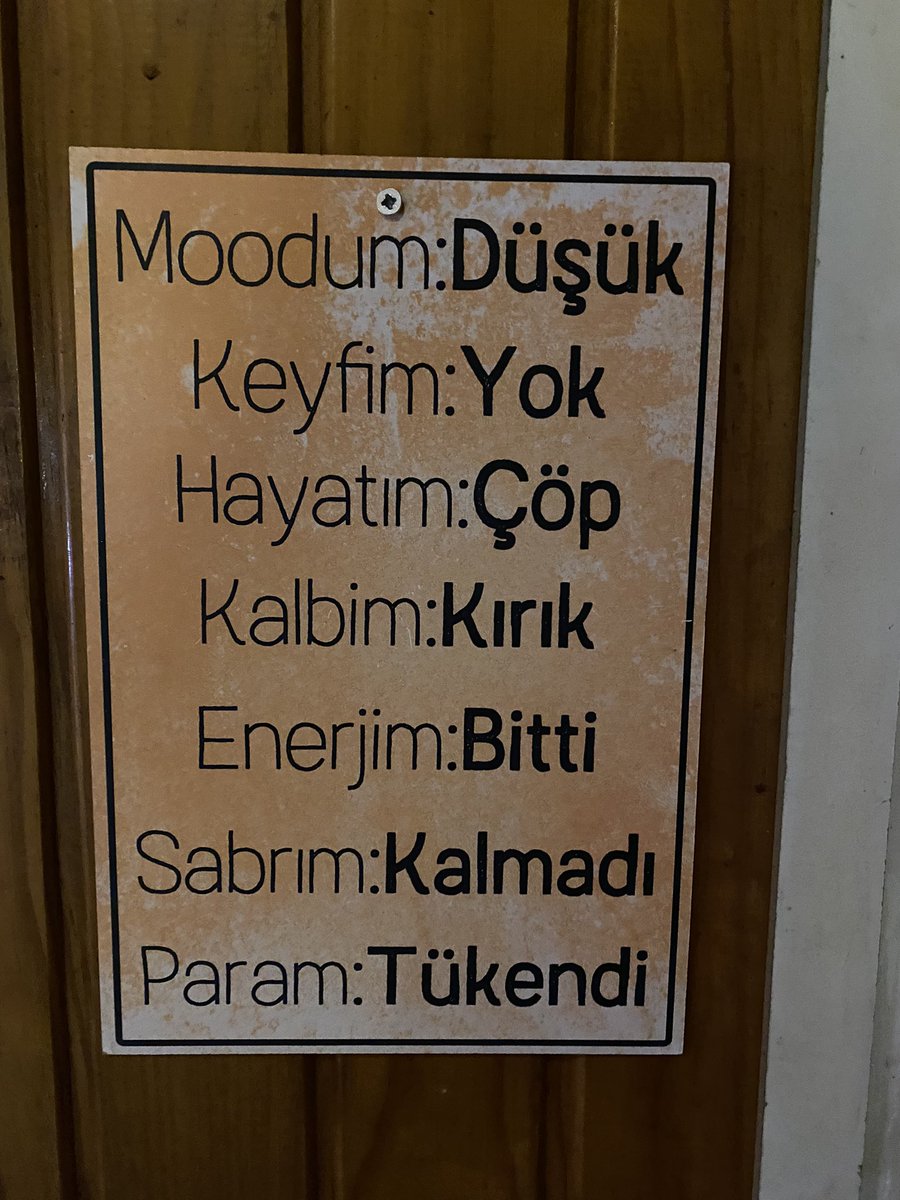 Moodum:Düşük
Keyfim:Yok
Hayatım:Çöp
Kalbim:Kırık
Enerjim:Bitti
Sabrım:Kalmadı
Param:Tükendi